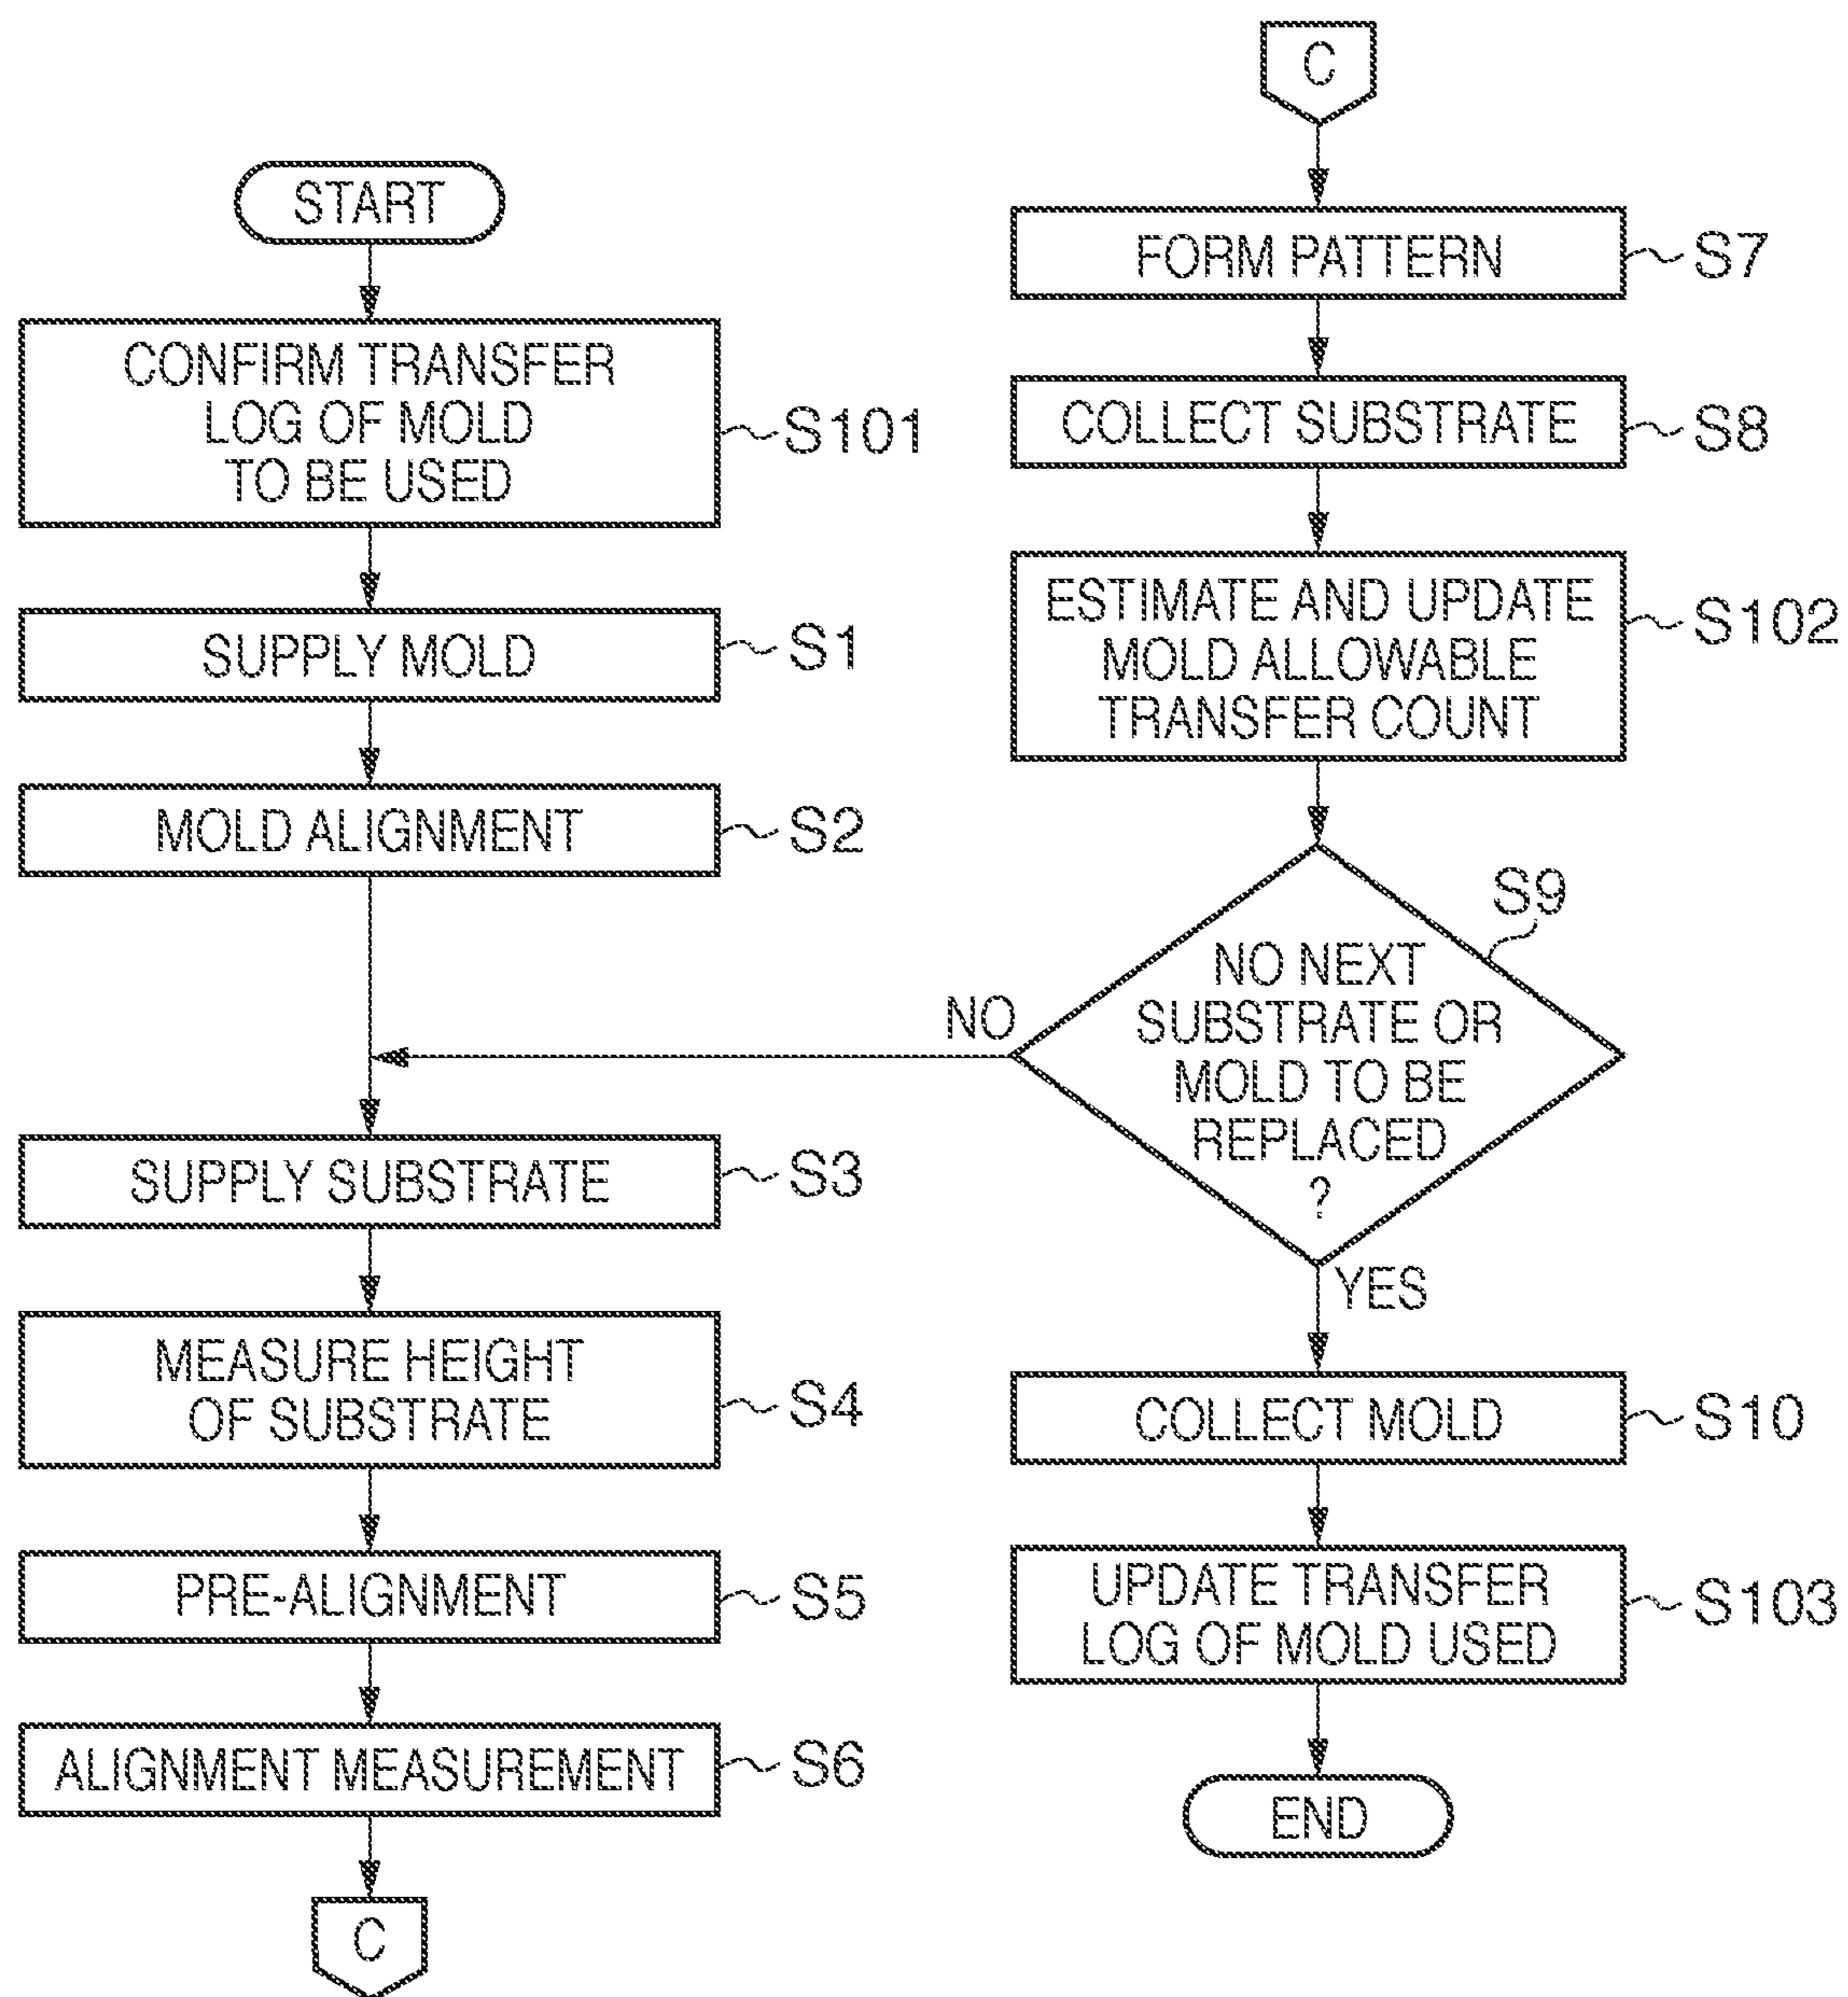 START
CONFIRM TRANSFER
LOG OF MOLD
TO BE USED
S101
SUPPLY MOLD
S1
MOLD ALIGNMENT
S2
SUPPLY SUBSTRATE
S3
MEASURE HEIGHT
OF SUBSTRATE
S4
PRE-ALIGNMENT
S5
ALIGNMENT MEASUREMENT
S6
C
C
FORM PATTERN
S7
COLLECT SUBSTRATE
S8
ESTIMATE AND UPDATE
MOLD ALLOWABLE
TRANSFER COUNT
S102
S9
NO NEXT
SUBSTRATE OR
MOLD TO BE
REPLACED
?
NO
YES
COLLECT MOLD
S10
UPDATE TRANSFER
LOG OF MOLD USED
S103
END